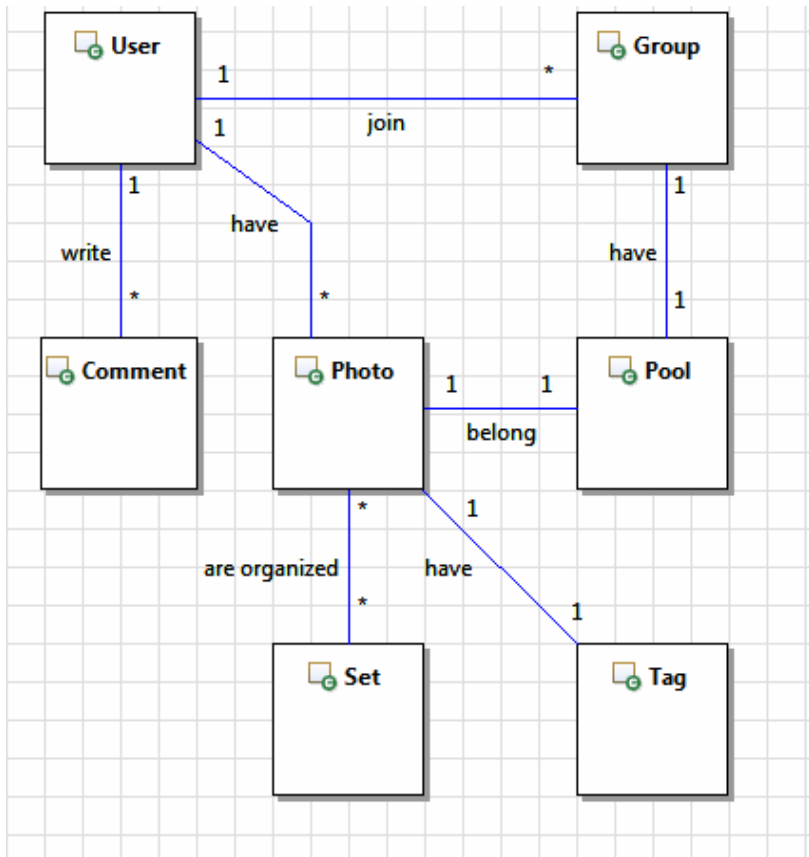 User
Group
1
*
join
1
have
1
1
write
have
*
*
1
Comment
Photo
Pool
1
1
belong
*
1
are organized
have
*
1
Set
Tag